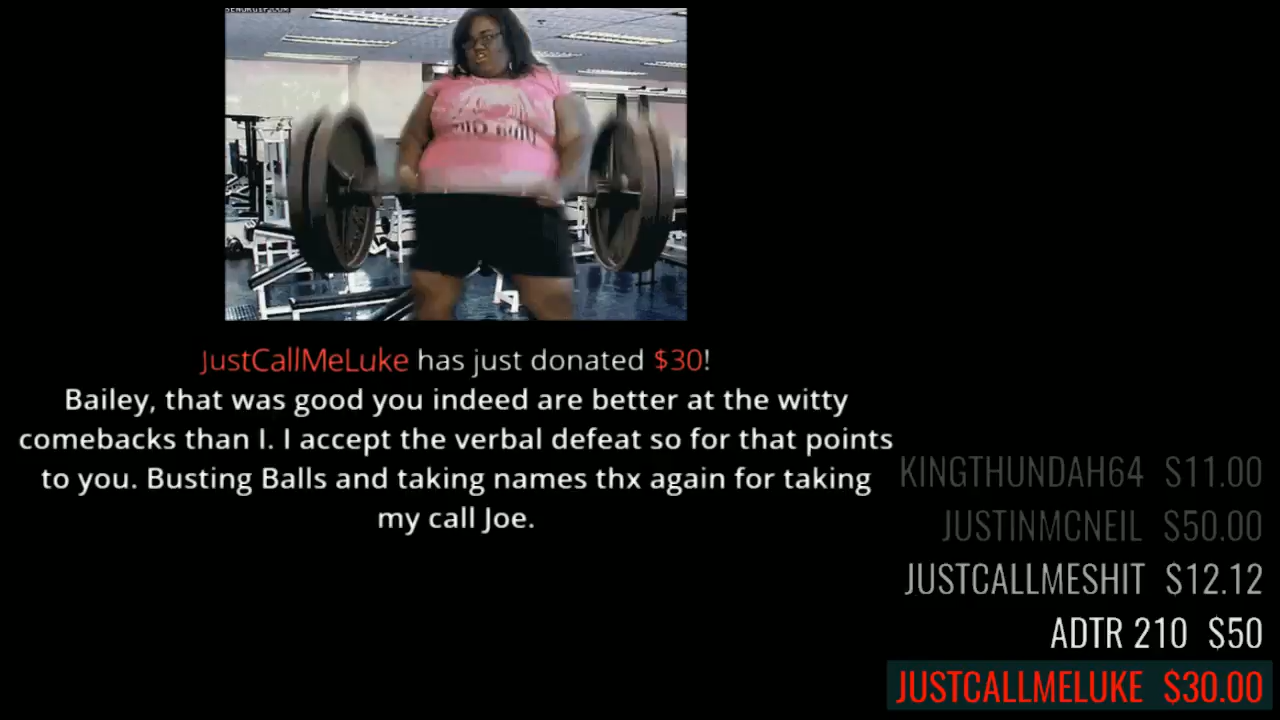 JustCallMeLuke has just donated $30!
Bailey, that was good you indeed are better at the witty
comebacks than I. I accept the verbal defeat so for that points
to you. Busting Balls and taking names thx again for taking
my call Joe.
KINGTHUNDAH64 $11.00
JUSTINMCNEIL $50.00
JUSTCALLMESHIT $12.12
ADTR 210 $50
JUSTCALLMELUKE $30.00